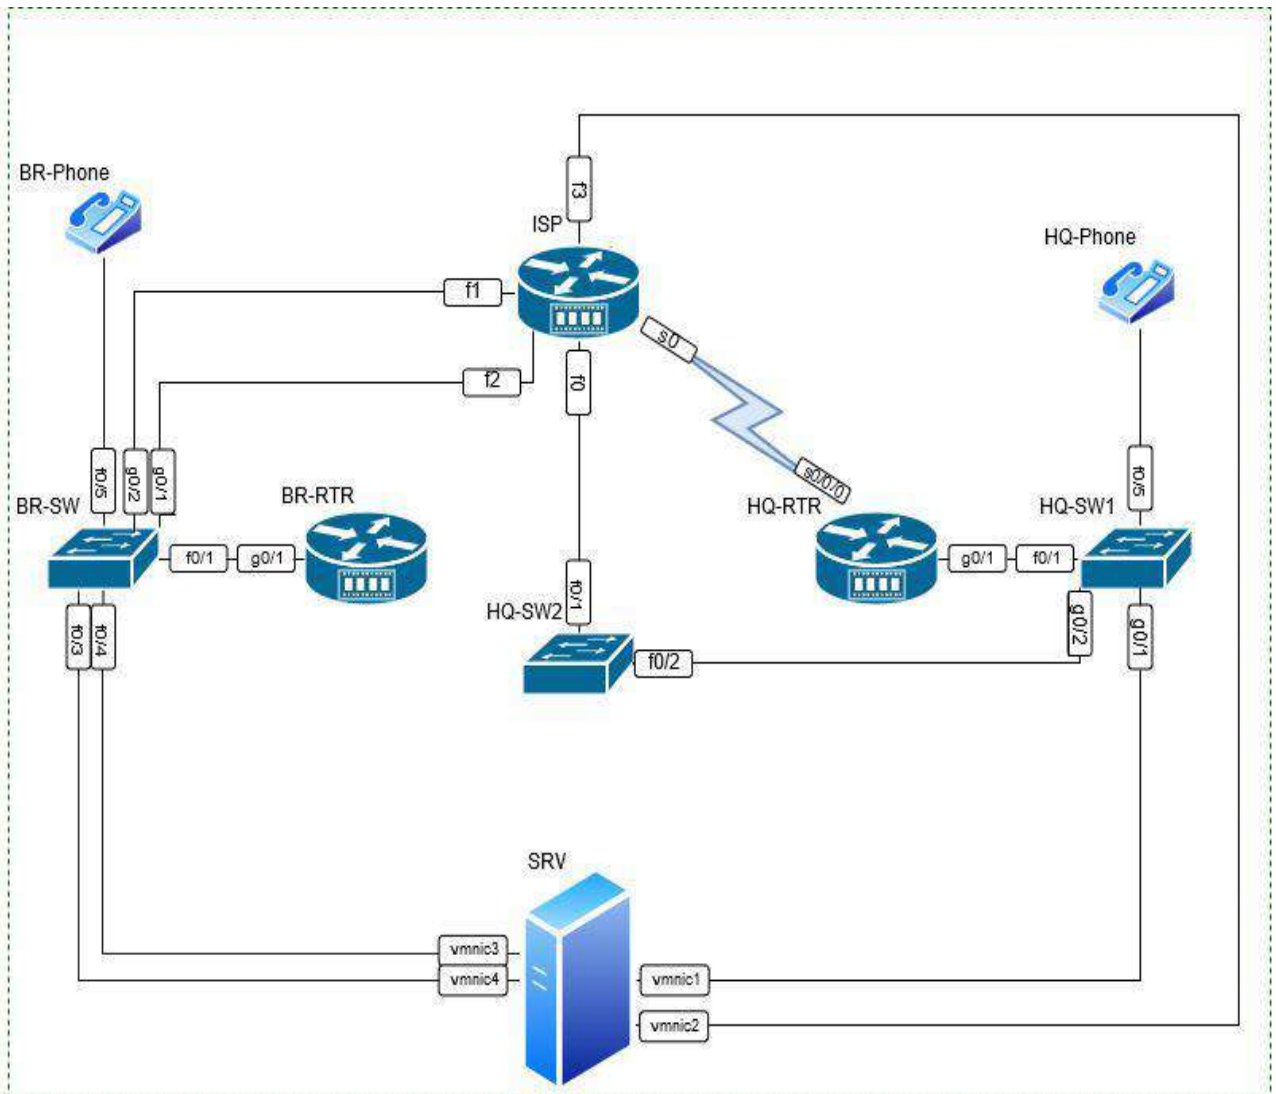 BR-Phone
f3
ISP
HQ-Phone
f1
s0
f2
f0
s0/0/0
f0/5
g0/2
g0/1
f0/5
BR-SW
BR-RTR
HQ-RTR
HQ-SW1
f0/1
g0/1
g0/1
f0/1
f0/1
HQ-SW2
g0/2
g0/1
f0/3
f0/4
f0/2
SRV
vmnic3
vmnic4
vmnic1
vmnic2